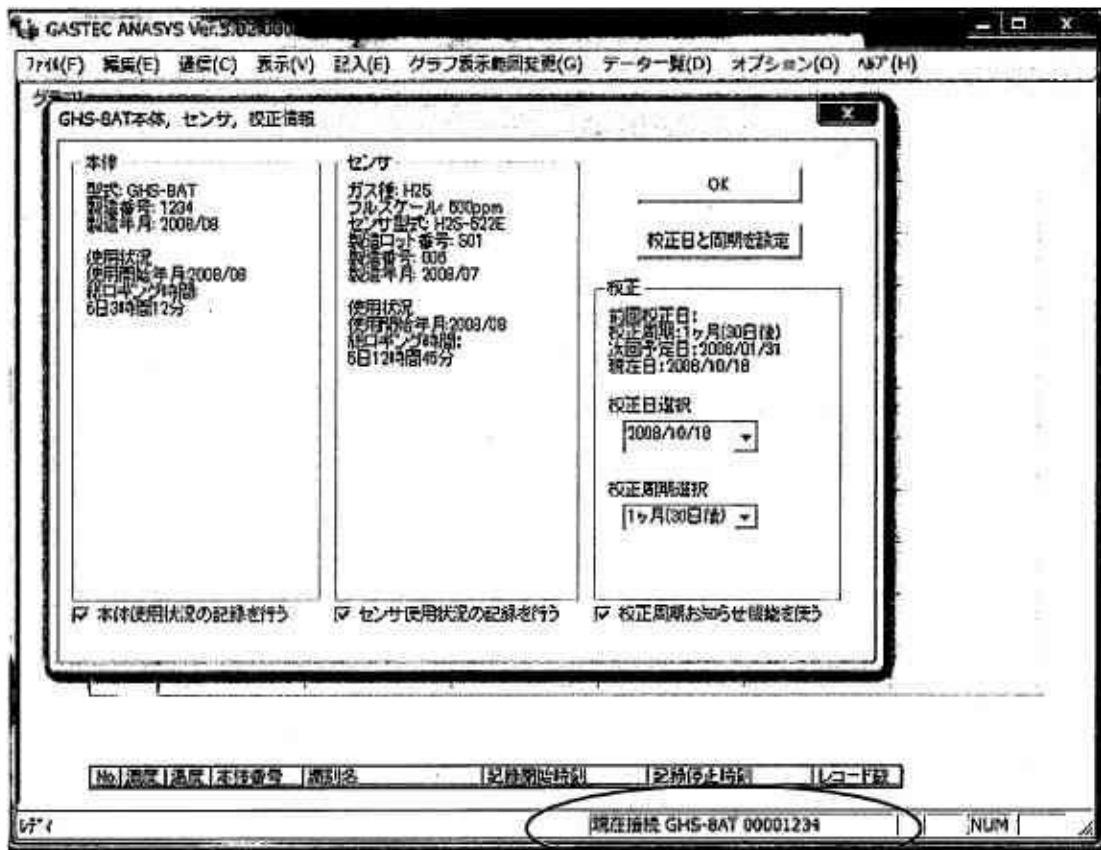 GASTEC ANASYS Ver.3.02.000
ファイル(F) 編集(E) 通信(C) 表示(V) 記入(E) グラフ表示範囲変更(G) データ一覧(D) オプション(O) ヘルプ(H)
GHS-8AT本体, センサ, 校正情報
本体
型式: GHS-8AT
製造番号: 1234
製造年月: 2008/08
使用状況
使用開始年月:2008/08
総ロギング時間
6日3時間12分
センサ
ガス種: H2S
フルスケール: 500ppm
センサ型式: H2S-522E
製造ロット番号: S01
製造番号: 006
製造年月: 2008/07
使用状況
使用開始年月:2008/08
総ロギング時間:
5日12時間45分
OK
校正日と周期を設定
校正
前回校正日:
校正周期:1ヶ月(30日後)
次回予定日:2008/01/31
現在日:2008/10/18
校正日選択
2008/10/18
校正周期選択
1ヶ月(30日後)
本体使用状況の記録を行う
センサ使用状況の記録を行う
校正周期お知らせ機能を使う
No. 濃度 温度 本体番号 識別名 記録開始時刻 記録停止時刻 レコード数
レディ
現在接続 GHS-8AT 00001234
NUM